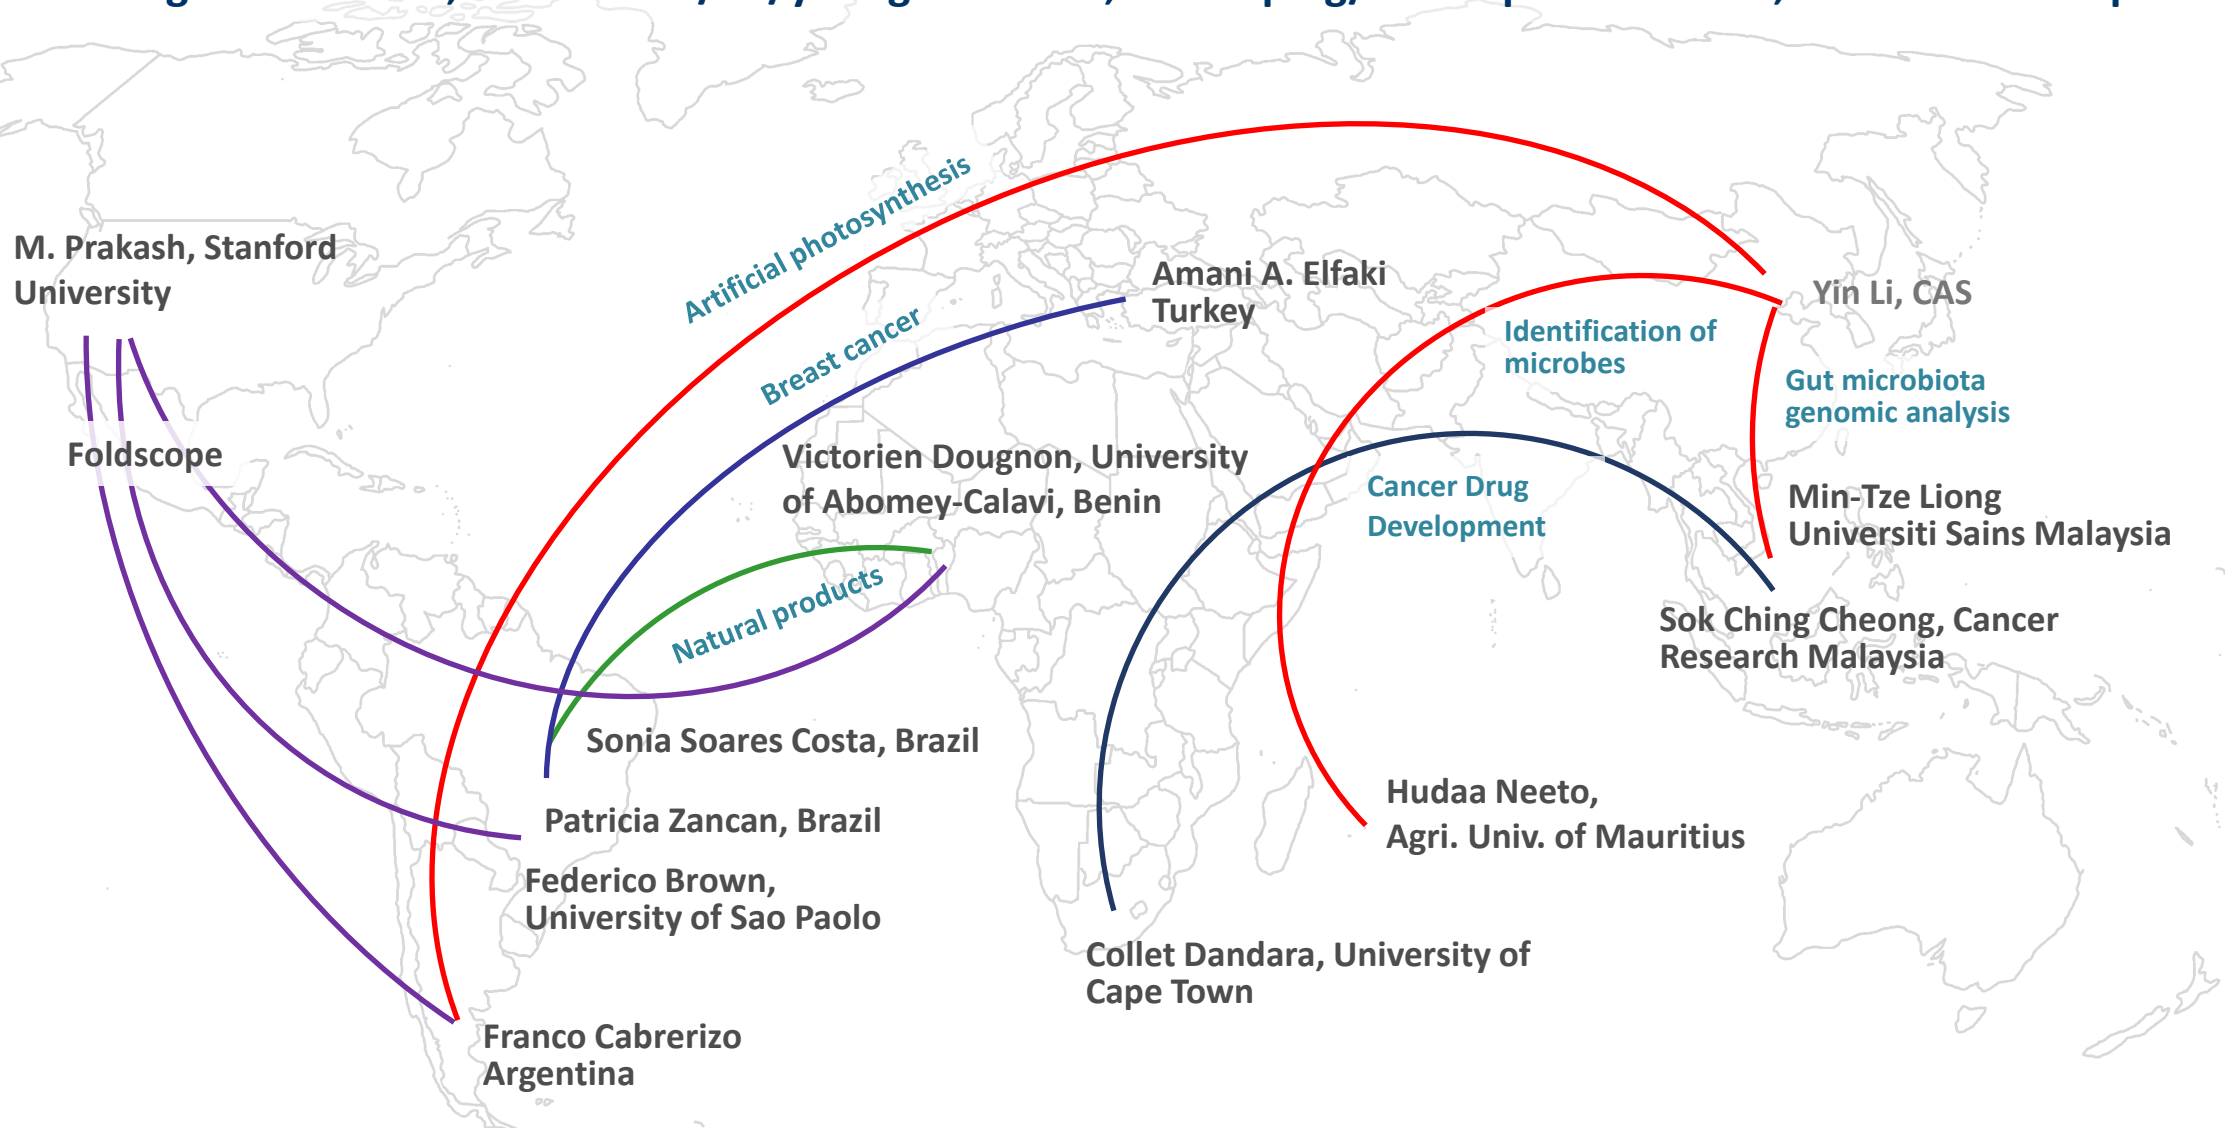 Artificial photosynthesis
M. Prakash, Stanford
University
Amani A. Elfaki
Turkey
Yin Li, CAS
Breast cancer
Identification of
microbes
Gut microbiota
genomic analysis
Foldscope
Victorien Dougnon, University
of Abomey-Calavi, Benin
Cancer Drug
Development
Min-Tze Liong
Universiti Sains Malaysia
Natural products
Sok Ching Cheong, Cancer
Research Malaysia
Sonia Soares Costa, Brazil
Patricia Zancan, Brazil
Hudaa Neeto,
Agri. Univ. of Mauritius
Federico Brown,
University of Sao Paolo
Collet Dandara, University of
Cape Town
Franco Cabrerizo
Argentina